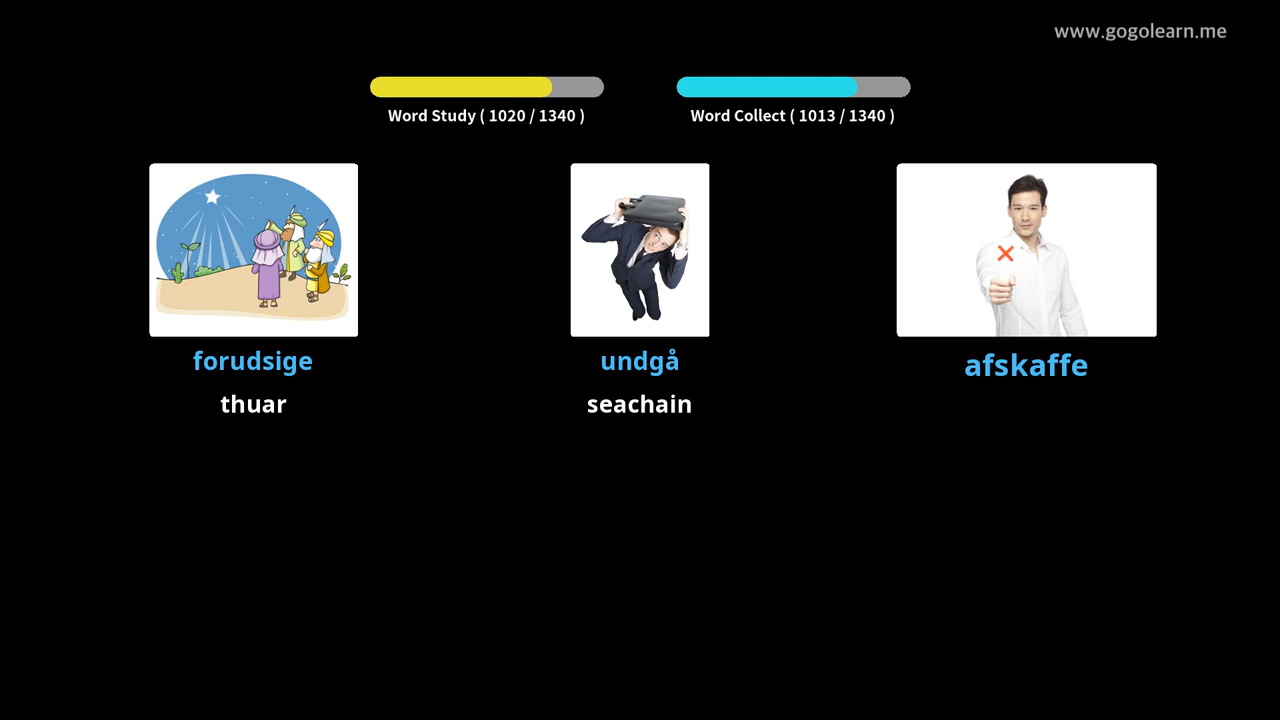 www.gogolearn.me
Word Study ( 1020 / 1340 )
Word Collect ( 1013 / 1340 )
forudsige
undgå
afskaffe
thuar
seachain